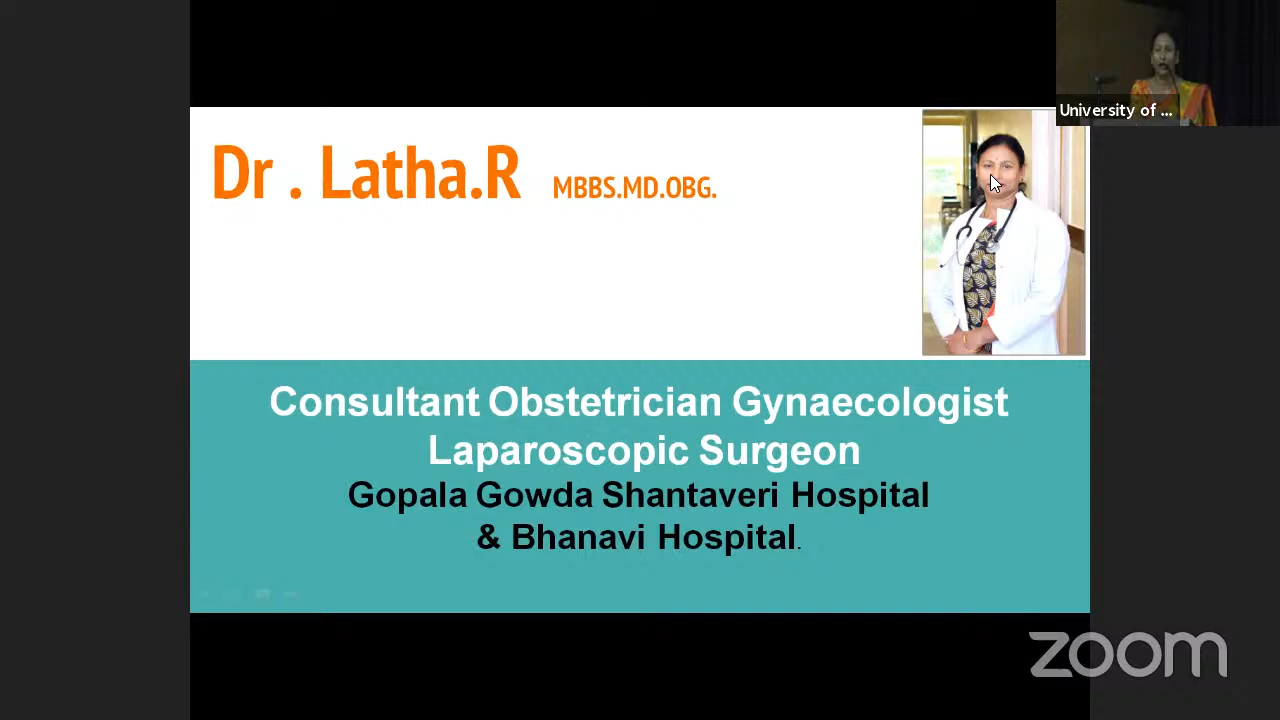 University of ...
Dr . Latha.R MBBS.MD.OBG.
Consultant Obstetrician Gynaecologist
Laparoscopic Surgeon
Gopala Gowda Shantaveri Hospital
& Bhanavi Hospital.
zoom